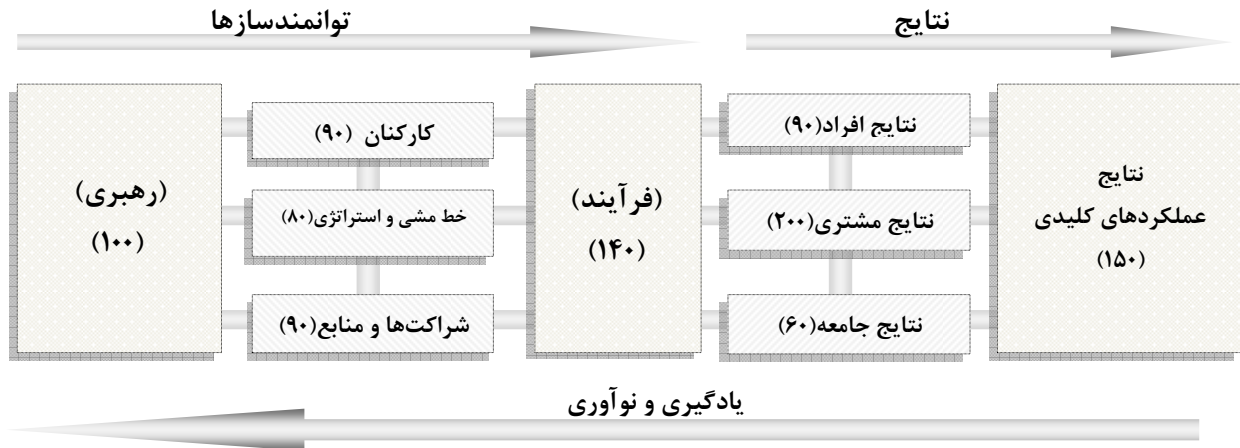 توانمندسازها
نتایج
(رهبری)
(۱۰۰)
کارکنان (۹۰)
خط مشی و استراتژی(۸۰)
شراکت‌ها و منابع(۹۰)
(فرآیند)
(۱۴۰)
نتایج افراد(۹۰)
نتایج مشتری(۲۰۰)
نتایج جامعه(۶۰)
نتایج
عملکردهای کلیدی
(۱۵۰)
یادگیری و نوآوری